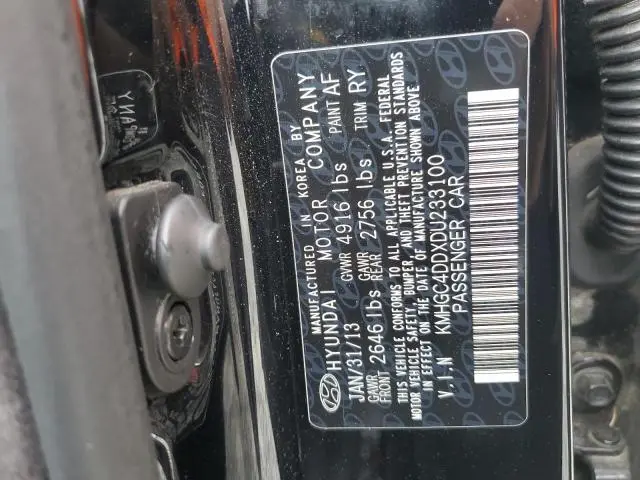 MANUFACTURED IN KOREA BY
HYUNDAI MOTOR COMPANY
JAN/31/13 GVWR 4916 lbs PAINT AF
GAWR FRONT 2646 lbs GAWR REAR 2756 lbs TRIM RY
THIS VEHICLE CONFORMS TO ALL APPLICABLE U.S.A. FEDERAL
MOTOR VEHICLE SAFETY, BUMPER, AND THEFT PREVENTION STANDARDS
IN EFFECT ON THE DATE OF MANUFACTURE SHOWN ABOVE
V.I.N KMHGC4DDXDU233100
PASSENGER CAR